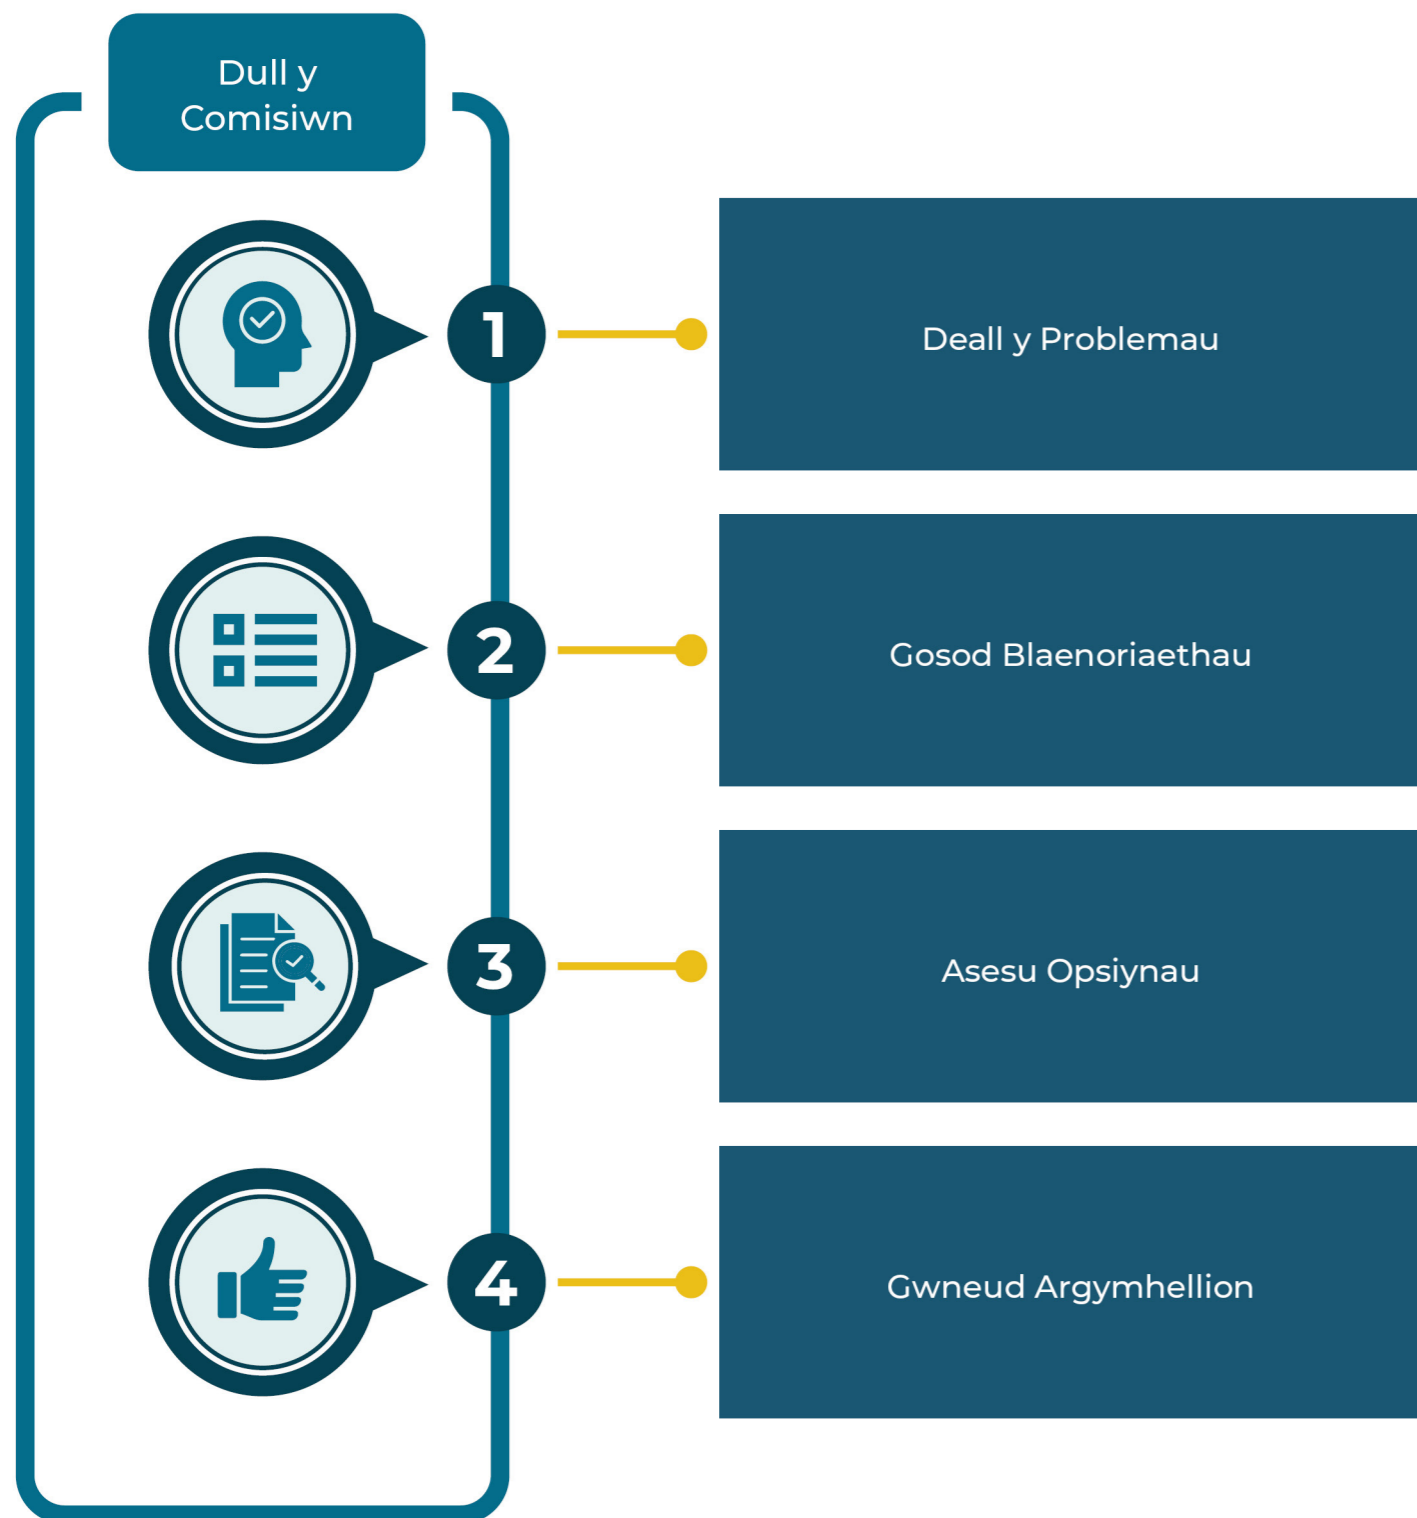 Dull y
Comisiwn
1
Deall y Problemau
2
Gosod Blaenoriaethau
3
Asesu Opsiynau
4
Gwneud Argymhellion